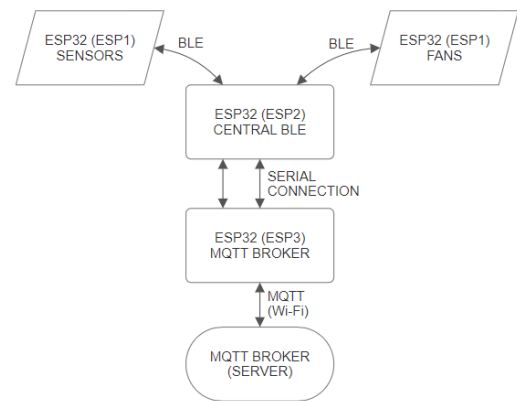 ESP32 (ESP1)
SENSORS
BLE
BLE
ESP32 (ESP1)
FANS
ESP32 (ESP2)
CENTRAL BLE
SERIAL
CONNECTION
ESP32 (ESP3)
MQTT BROKER
MQTT
(Wi-Fi)
MQTT BROKER
(SERVER)